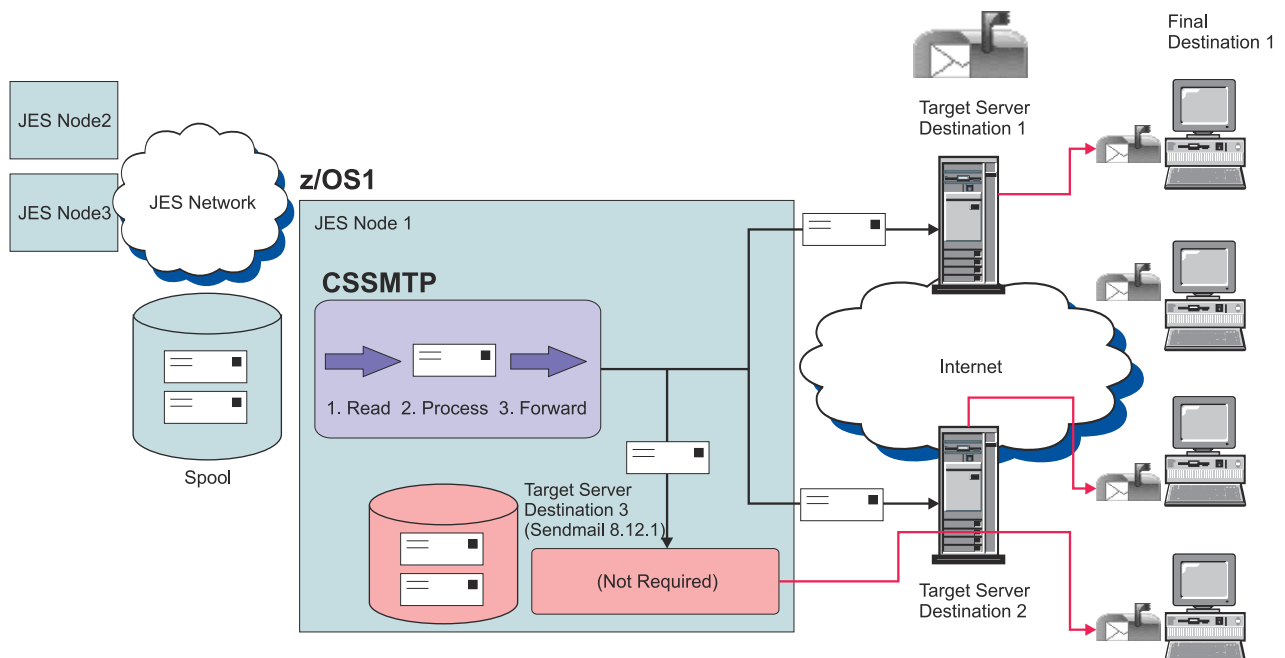 Final
Destination 1
JES Node2
JES Node3
JES Network
Spool
z/OS1
JES Node 1
CSSMTP
1. Read 2. Process 3. Forward
Target Server
Destination 3
(Sendmail 8.12.1)
(Not Required)
Target Server
Destination 1
Internet
Target Server
Destination 2